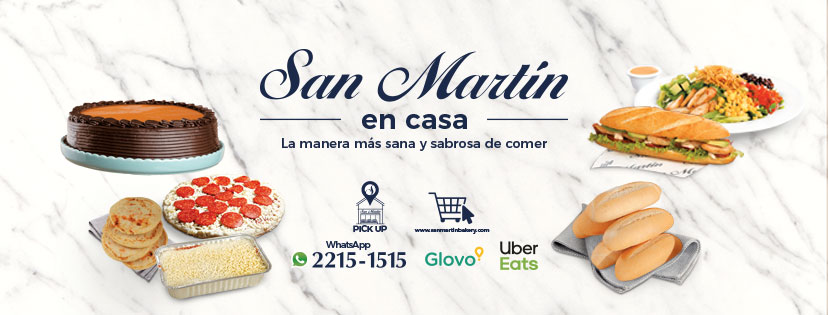 San Martín
en casa
La manera más sana y sabrosa de comer
PICK UP
www.sanmartinbakery.com
WhatsApp
2215-1515
Glovo
Uber
Eats